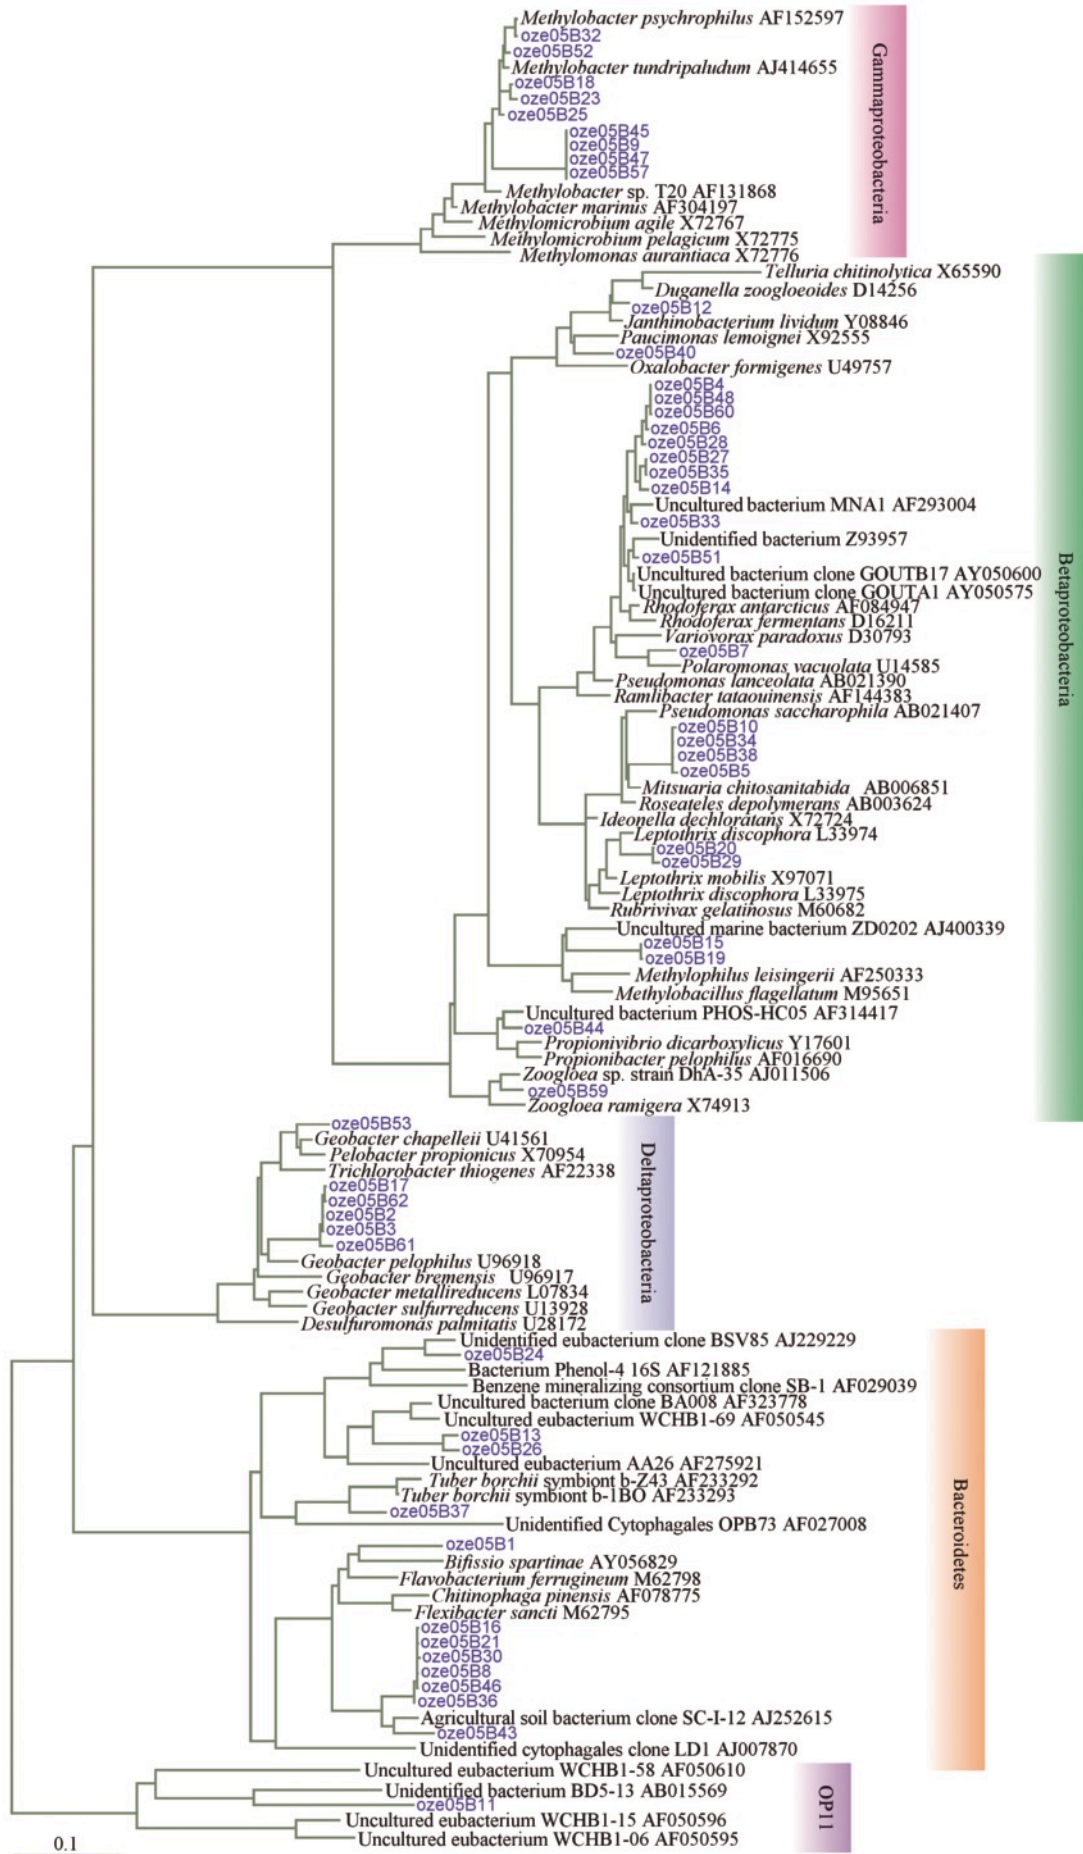 Methylobacter psychrophilus AF152597
oze05B32
oze05B52
Methylobacter tundripaludum AJ414655
oze05B18
oze05B23
oze05B25
oze05B45
oze05B9
oze05B47
oze05B57
Methylobacter sp. T20 AF131868
Methylobacter marinus AF304197
Methylomicrobium agile X72767
Methylomicrobium pelagicum X72775
Methylomonas aurantiaca X72776
Gammaproteobacteria
Telluria chitinolytica X65590
Duganella zoogloeoides D14256
oze05B12
Janthinobacterium lividum Y08846
Paucimonas lemoignei X92555
oze05B40
Oxalobacter formigenes U49757
oze05B4
oze05B48
oze05B60
oze05B6
oze05B28
oze05B27
oze05B35
oze05B14
Uncultured bacterium MNA1 AF293004
oze05B33
Unidentified bacterium Z93957
oze05B51
Uncultured bacterium clone GOUTB17 AY050600
Uncultured bacterium clone GOUTA1 AY050575
Rhodoferax antarcticus AF084947
Rhodoferax fermentans D16211
Variovorax paradoxus D30793
oze05B7
Polaromonas vacuolata U14585
Pseudomonas lanceolata AB021390
Ramlibacter tataouinensis AF144383
Pseudomonas saccharophila AB021407
oze05B10
oze05B34
oze05B38
oze05B5
Mitsuaria chitosanitabida AB006851
Roseateles depolymerans AB003624
Ideonella dechloratans X72724
Leptothrix discophora L33974
oze05B20
oze05B29
Leptothrix mobilis X97071
Leptothrix discophora L33975
Rubrivivax gelatinosus M60682
Uncultured marine bacterium ZD0202 AJ400339
oze05B15
oze05B19
Methylophilus leisingerii AF250333
Methylobacillus flagellatum M95651
Uncultured bacterium PHOS-HC05 AF314417
oze05B44
Propionivibrio dicarboxylicus Y17601
Propionibacter pelophilus AF016690
Zoogloea sp. strain DhA-35 AJ011506
oze05B59
Zoogloea ramigera X74913
Betaproteobacteria
oze05B53
Geobacter chapelleii U41561
Pelobacter propionicus X70954
Trichlorobacter thiogenes AF22338
oze05B17
oze05B62
oze05B2
oze05B3
oze05B61
Geobacter pelophilus U96918
Geobacter bremensis U96917
Geobacter metallireducens L07834
Geobacter sulfurreducens U13928
Desulfuromonas palmitatis U28172
Deltaproteobacteria
Unidentified eubacterium clone BSV85 AJ229229
oze05B24
Bacterium Phenol-4 16S AF121885
Benzene mineralizing consortium clone SB-1 AF029039
Uncultured bacterium clone BA008 AF323778
Uncultured eubacterium WCHB1-69 AF050545
oze05B13
oze05B26
Uncultured eubacterium AA26 AF275921
Tuber borchii symbiont b-Z43 AF233292
Tuber borchii symbiont b-1BO AF233293
oze05B37
Unidentified Cytophagales OPB73 AF027008
oze05B1
Bifissio spartinae AY056829
Flavobacterium ferrugineum M62798
Chitinophaga pinensis AF078775
Flexibacter sancti M62795
oze05B16
oze05B21
oze05B30
oze05B8
oze05B46
oze05B36
Agricultural soil bacterium clone SC-I-12 AJ252615
oze05B43
Unidentified cytophagales clone LD1 AJ007870
Bacteroidetes
Uncultured eubacterium WCHB1-58 AF050610
Unidentified bacterium BD5-13 AB015569
oze05B11
Uncultured eubacterium WCHB1-15 AF050596
Uncultured eubacterium WCHB1-06 AF050595
OP11
0.1